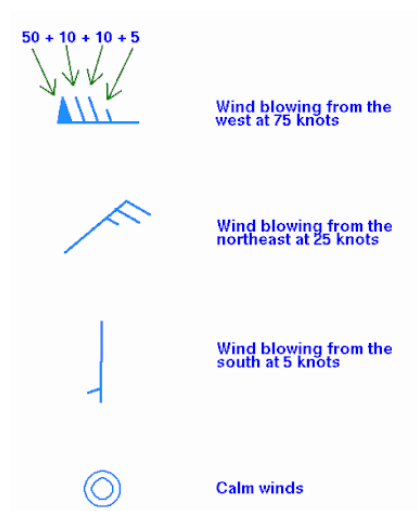 50 + 10 + 10 + 5
Wind blowing from the
west at 75 knots
Wind blowing from the
northeast at 25 knots
Wind blowing from the
south at 5 knots
Calm winds